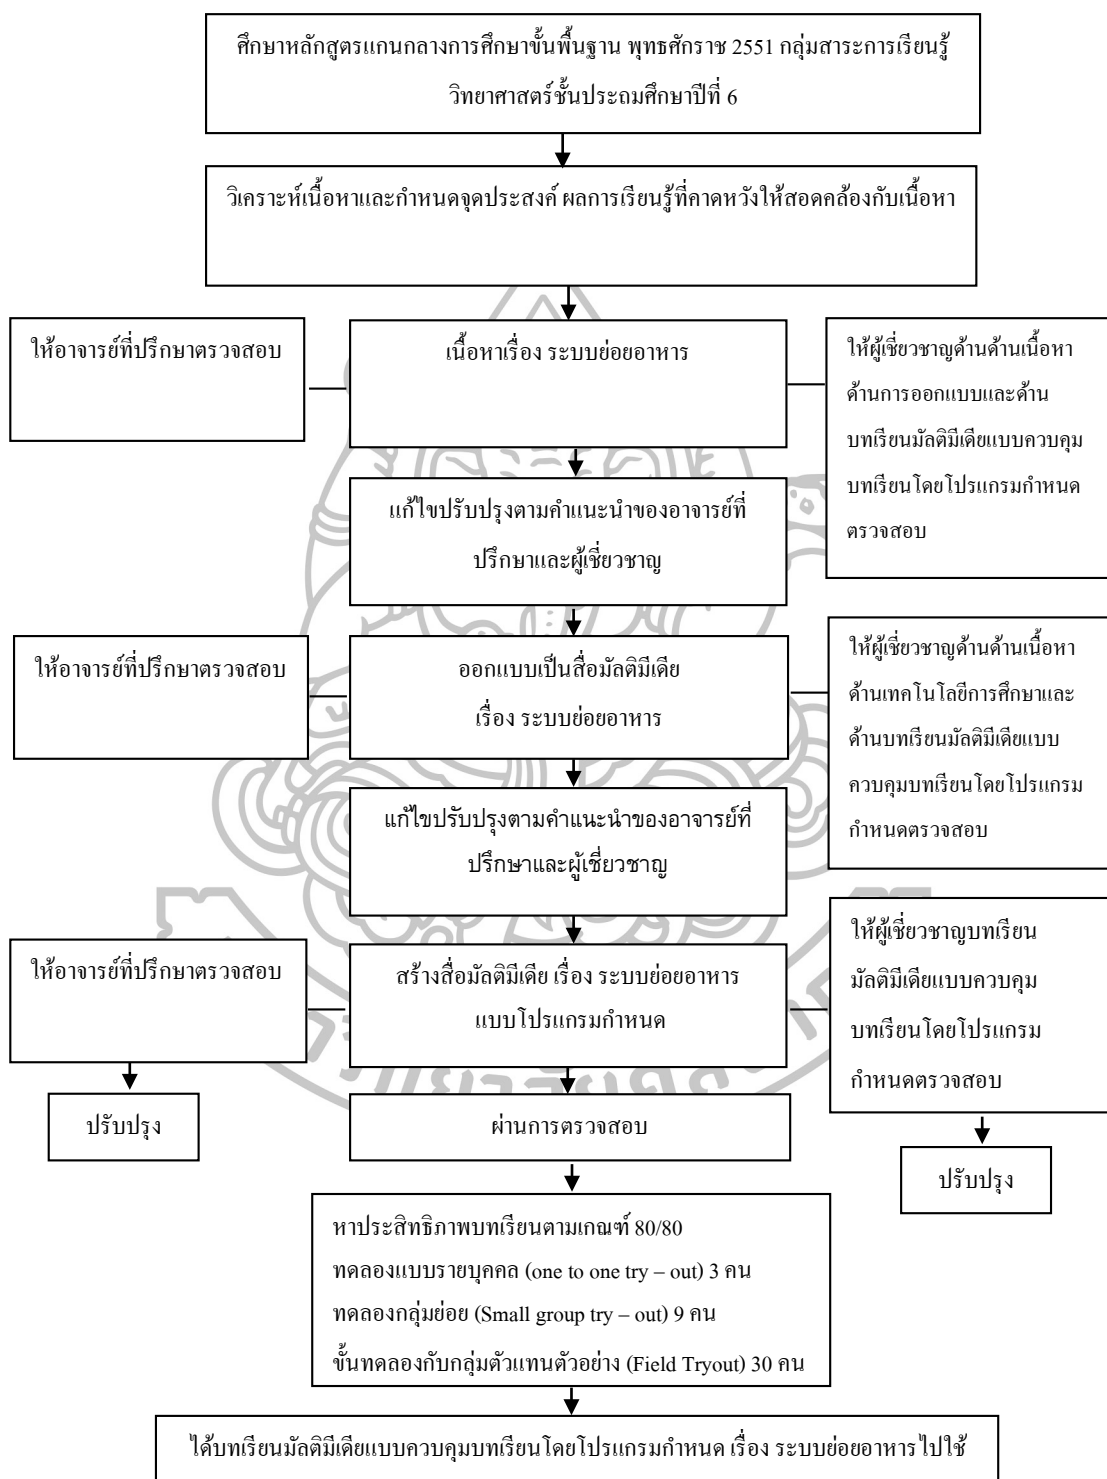 ศึกษาหลักสูตรแกนกลางการศึกษาขั้นพื้นฐาน พุทธศักราช 2551 กลุ่มสาระการเรียนรู้
วิทยาศาสตร์ชั้นประถมศึกษาปีที่ 6
วิเคราะห์เนื้อหาและกำหนดจุดประสงค์ ผลการเรียนรู้ที่คาดหวังให้สอดคล้องกับเนื้อหา
ให้อาจารย์ที่ปรึกษาตรวจสอบ
เนื้อหาเรื่อง ระบบย่อยอาหาร
ให้ผู้เชี่ยวชาญด้านด้านเนื้อหา
ด้านการออกแบบและด้าน
บทเรียนมัลติมีเดียแบบควบคุม
บทเรียนโดยโปรแกรมกำหนด
ตรวจสอบ
แก้ไขปรับปรุงตามคำแนะนำของอาจารย์ที่
ปรึกษาและผู้เชี่ยวชาญ
ให้อาจารย์ที่ปรึกษาตรวจสอบ
ออกแบบเป็นสื่อมัลติมีเดีย
เรื่อง ระบบย่อยอาหาร
ให้ผู้เชี่ยวชาญด้านด้านเนื้อหา
ด้านเทคโนโลยีการศึกษาและ
ด้านบทเรียนมัลติมีเดียแบบ
ควบคุมบทเรียนโดยโปรแกรม
กำหนดตรวจสอบ
แก้ไขปรับปรุงตามคำแนะนำของอาจารย์ที่
ปรึกษาและผู้เชี่ยวชาญ
ให้อาจารย์ที่ปรึกษาตรวจสอบ
สร้างสื่อมัลติมีเดีย เรื่อง ระบบย่อยอาหาร
แบบโปรแกรมกำหนด
ให้ผู้เชี่ยวชาญบทเรียน
มัลติมีเดียแบบควบคุม
บทเรียนโดยโปรแกรม
กำหนดตรวจสอบ
ปรับปรุง
ผ่านการตรวจสอบ
ปรับปรุง
หาประสิทธิภาพบทเรียนตามเกณฑ์ 80/80
ทดลองแบบรายบุคคล (one to one try – out) 3 คน
ทดลองกลุ่มย่อย (Small group try – out) 9 คน
ขั้นทดลองกับกลุ่มตัวแทนตัวอย่าง (Field Tryout) 30 คน
ได้บทเรียนมัลติมีเดียแบบควบคุมบทเรียนโดยโปรแกรมกำหนด เรื่อง ระบบย่อยอาหารไปใช้